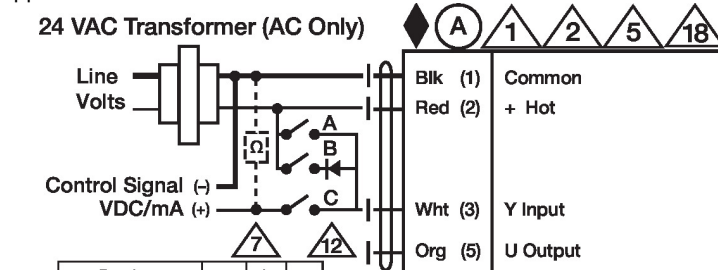 24 VAC Transformer (AC Only)
A 1 2 5 18
Line
Volts
Blk (1) Common
Red (2) + Hot
A
Ω
B
Control Signal (–)
VDC/mA (+)
C
Wht (3) Y Input
7 12
Org (5) U Output